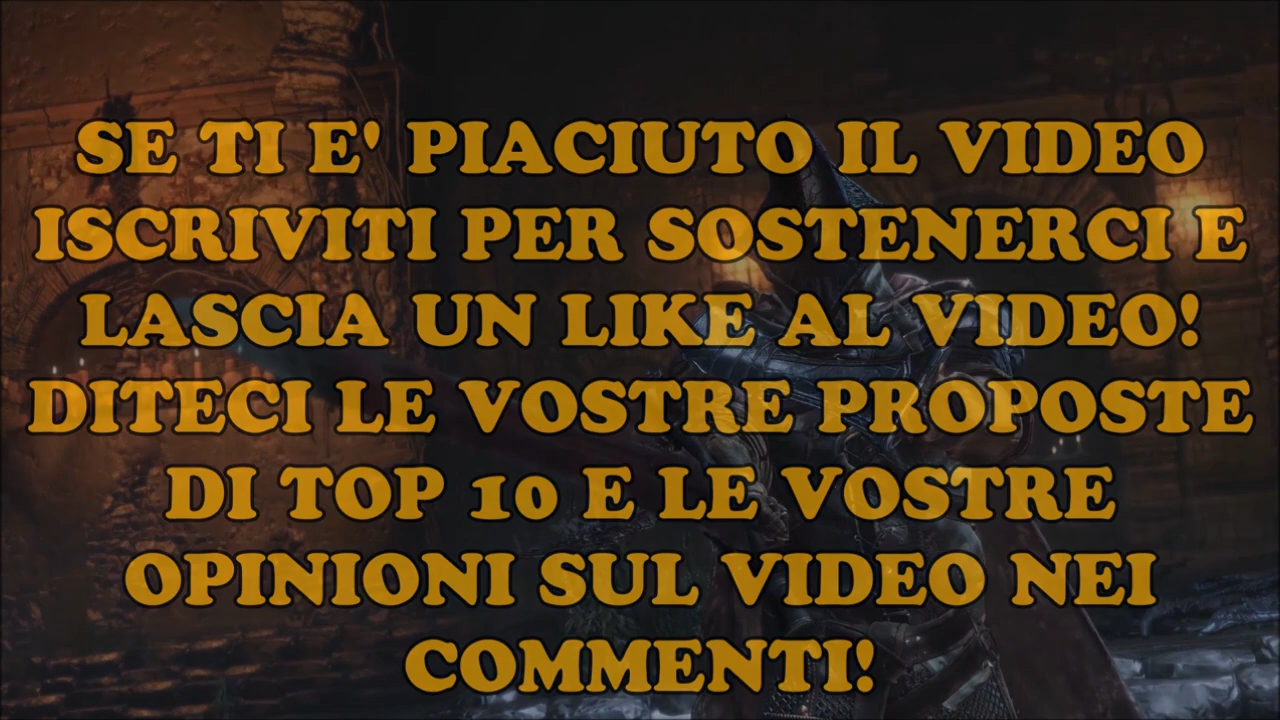 SE TI E' PIACIUTO IL VIDEO
ISCRIVITI PER SOSTENERCI E
LASCIA UN LIKE AL VIDEO!
DITECI LE VOSTRE PROPOSTE
DI TOP 10 E LE VOSTRE
OPINIONI SUL VIDEO NEI
COMMENTI!